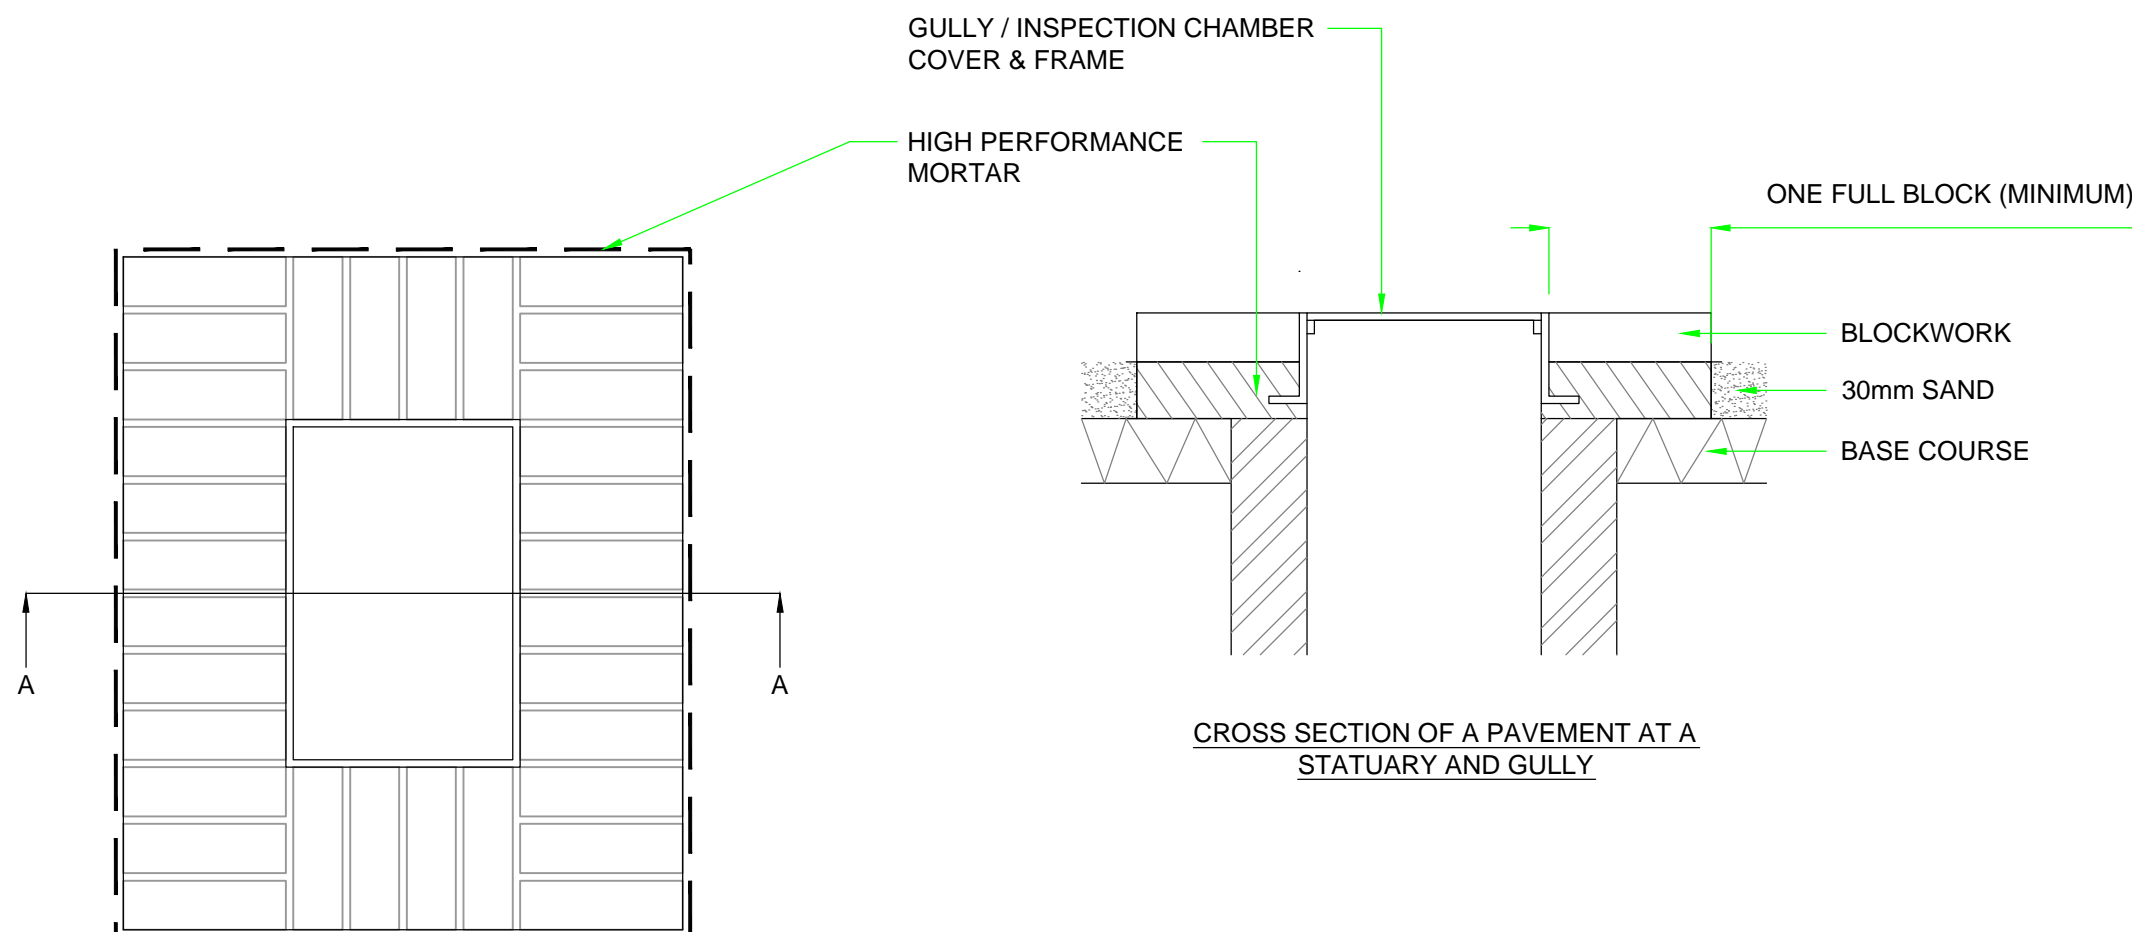 GULLY / INSPECTION CHAMBER
COVER & FRAME
HIGH PERFORMANCE
MORTAR
ONE FULL BLOCK (MINIMUM)
BLOCKWORK
30mm SAND
BASE COURSE
A
A
CROSS SECTION OF A PAVEMENT AT A
STATUARY AND GULLY